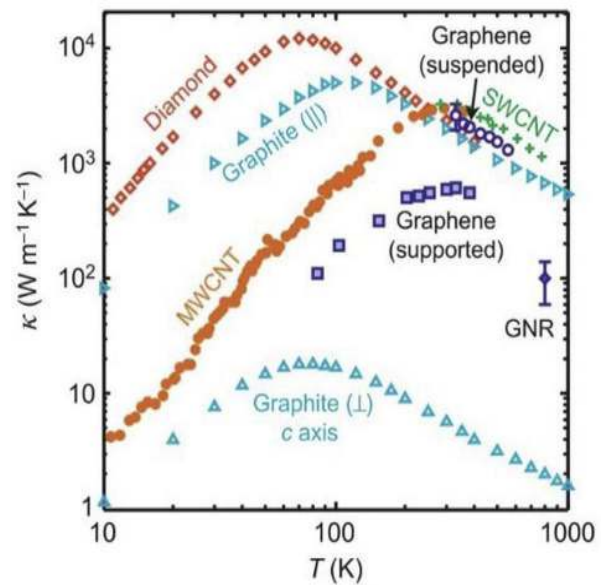 κ (W m⁻¹ K⁻¹)
10⁴
10³
10²
10
1
Diamond
Graphite (||)
MWCNT
Graphene
(suspended)
SWCNT
Graphene
(supported)
GNR
Graphite (⊥)
c axis
10
100
1000
T (K)